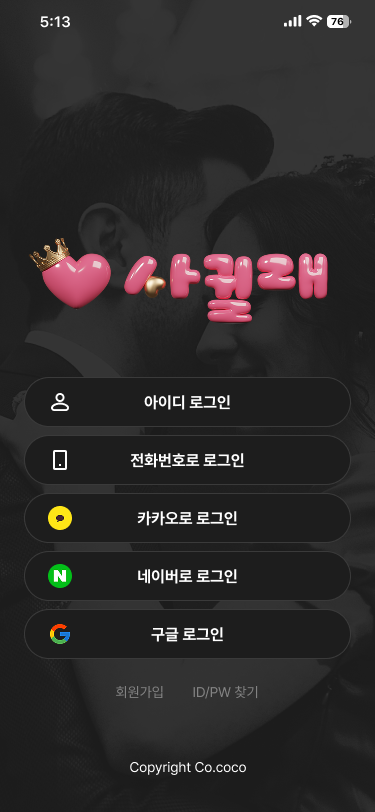 5:13
76
사귈래
아이디 로그인
전화번호로 로그인
카카오로 로그인
N
네이버로 로그인
G
구글 로그인
회원가입 ID/PW 찾기
Copyright Co.coco